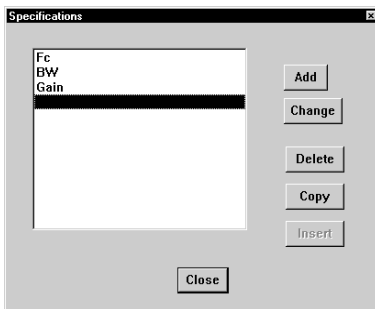 Specifications
Fc
BW
Gain
Add
Change
Delete
Copy
Insert
Close